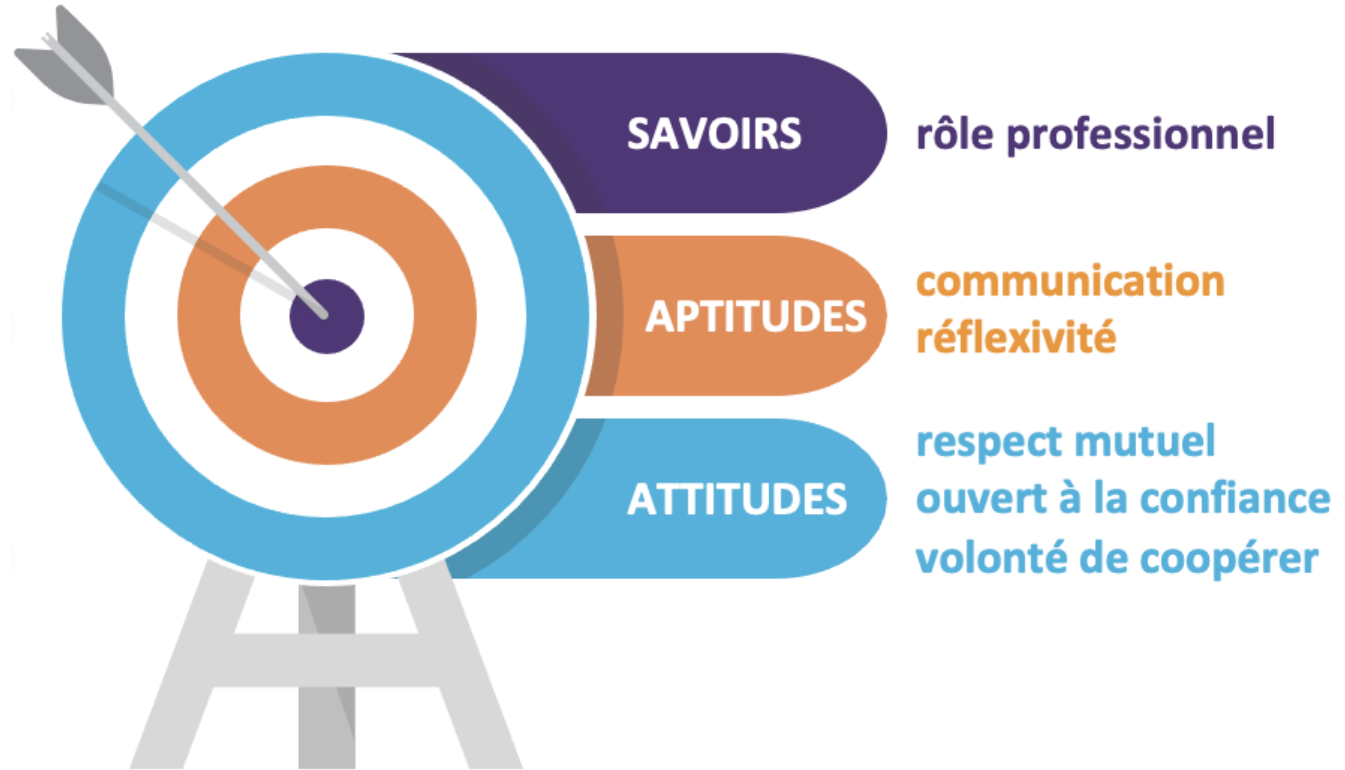 SAVOIRS
rôle professionnel
APTITUDES
communication
réflexivité
ATTITUDES
respect mutuel
ouvert à la confiance
volonté de coopérer